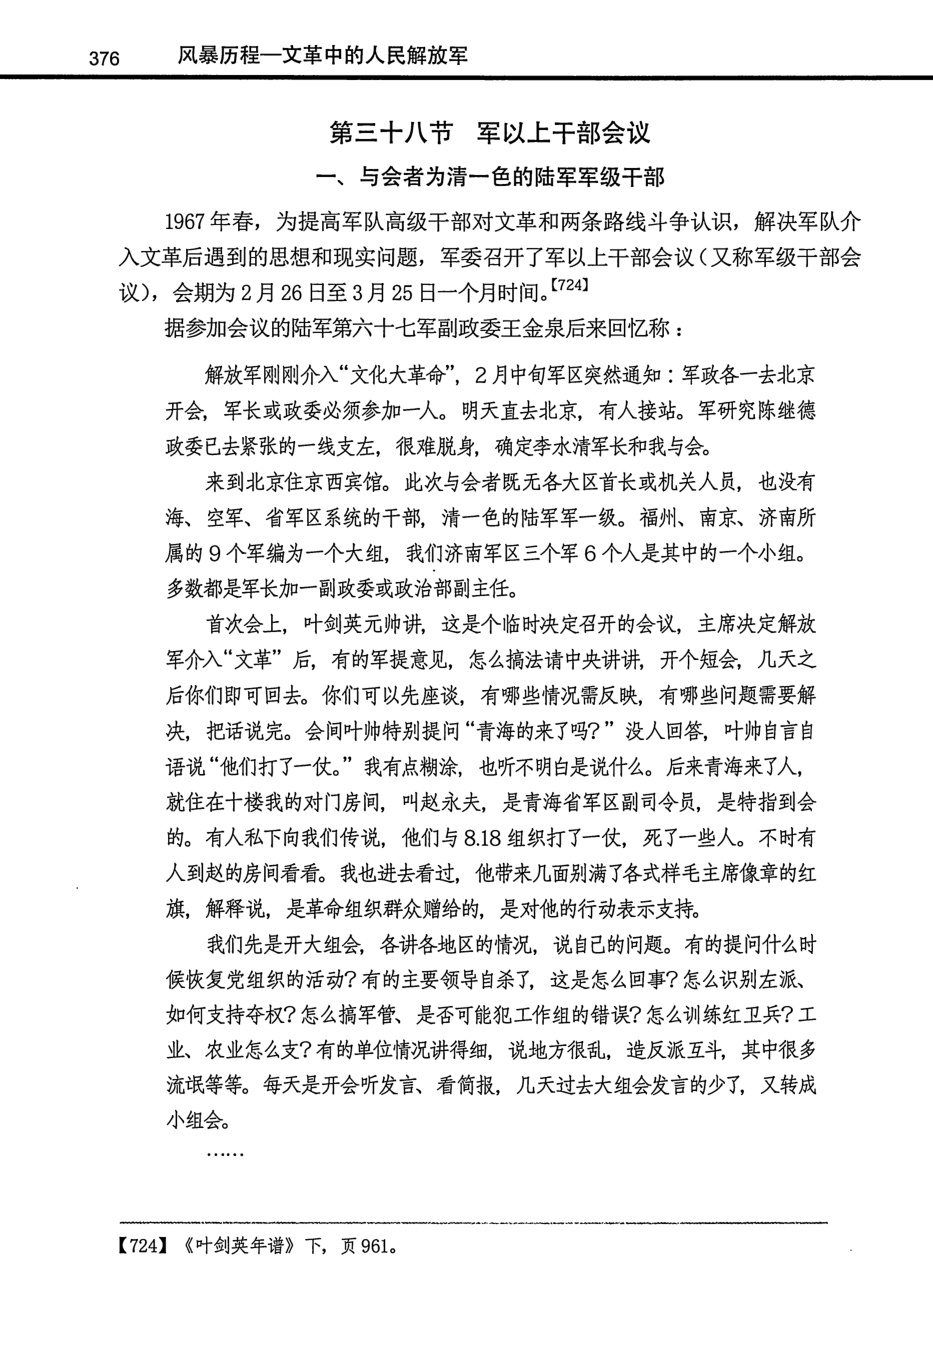 376 风暴历程—文革中的人民解放军
第三十八节 军以上干部会议
一、与会者为清一色的陆军军级干部
1967年春，为提高军队高级干部对文革和两条路线斗争认识，解决军队介
入文革后遇到的思想和现实问题，军委召开了军以上干部会议（又称军级干部会
议），会期为2月26日至3月25日一个月时间。【724】
据参加会议的陆军第六十七军副政委王金泉后来回忆称：
解放军刚刚介入“文化大革命”，2月中旬军区突然通知：军政各一去北京
开会，军长或政委必须参加一人。明天直去北京，有人接站。军研究陈继德
政委已去紧张的一线支左，很难脱身，确定李水清军长和我与会。
来到北京住京西宾馆。此次与会者既无各大区首长或机关人员，也没有
海、空军、省军区系统的干部，清一色的陆军军一级。福州、南京、济南所
属的9个军编为一个大组，我们济南军区三个军6个人是其中的一个小组。
多数都是军长加一副政委或政治部副主任。
首次会上，叶剑英元帅讲，这是个临时决定召开的会议，主席决定解放
军介入“文革”后，有的军提意见，怎么搞法请中央讲讲，开个短会，几天之
后你们即可回去。你们可以先座谈，有哪些情况需反映，有哪些问题需要解
决，把话说完。会间叶帅特别提问“青海的来了吗？”没人回答，叶帅自言自
语说“他们打了一仗。”我有点糊涂，也听不明白是说什么。后来青海来了人，
就住在十楼我的对门房间，叫赵永夫，是青海省军区副司令员，是特指到会
的。有人私下向我们传说，他们与8.18组织打了一仗，死了一些人。不时有
人到赵的房间看看。我也进去看过，他带来几面别满了各式样毛主席像章的红
旗，解释说，是革命组织群众赠给的，是对他的行动表示支持。
我们先是开大组会，各讲各地区的情况，说自己的问题。有的提问什么时
候恢复党组织的活动？有的主要领导自杀了，这是怎么回事？怎么识别左派、
如何支持夺权？怎么搞军管、是否可能犯工作组的错误？怎么训练红卫兵？工
业、农业怎么支？有的单位情况讲得细，说地方很乱，造反派互斗，其中很多
流氓等等。每天是开会听发言、看简报，几天过去大组会发言的少了，又转成
小组会。
……
【724】《叶剑英年谱》下，页961。